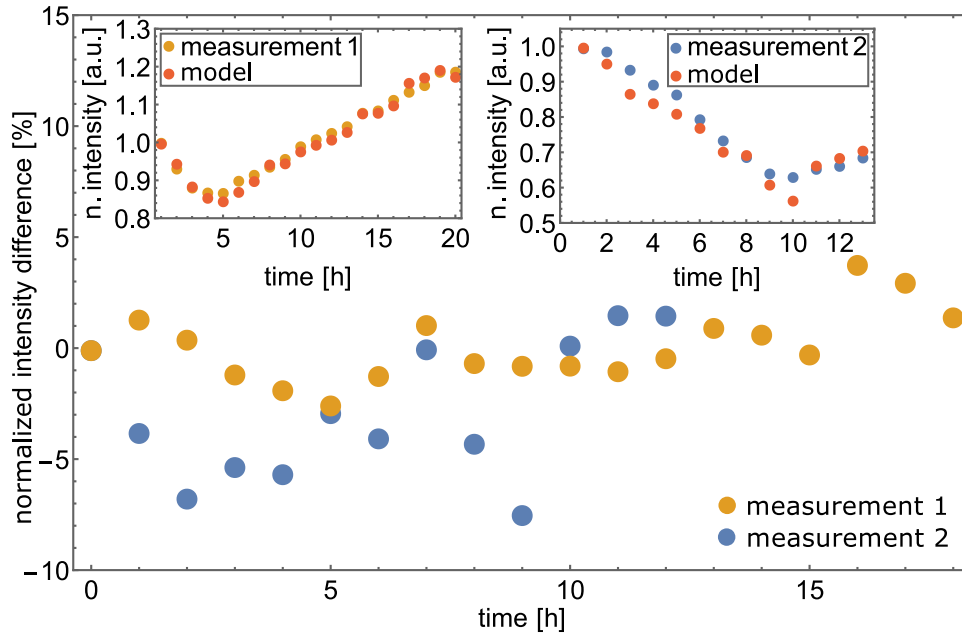 normalized intensity difference [%]
15
10
5
0
−5
−10
0
5
10
15
time [h]
measurement 1
measurement 2
n. intensity [a.u.]
1.3
1.2
1.1
1.0
0.9
0.8
measurement 1
model
5
10
15
20
time [h]
n. intensity [a.u.]
1.0
0.9
0.8
0.7
0.6
0.5
measurement 2
model
0
2
4
6
8
10
12
time [h]